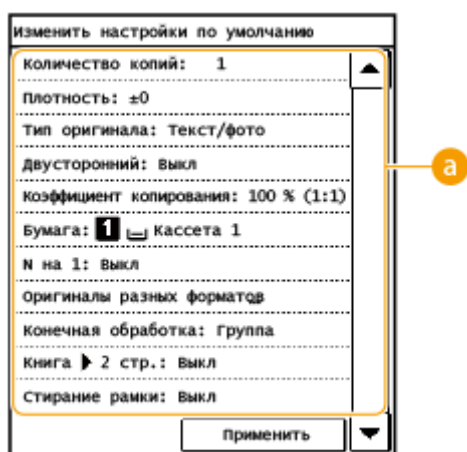 Изменить настройки по умолчанию
Количество копий: 1
Плотность: ±0
Тип оригинала: Текст/фото
Двусторонний: Выкл
Коэффициент копирования: 100 % (1:1)
Бумага: 1 Кассета 1
N на 1: Выкл
Оригиналы разных форматов
Конечная обработка: Группа
Книга ▶ 2 стр.: Выкл
Стирание рамки: Выкл
Применить
a